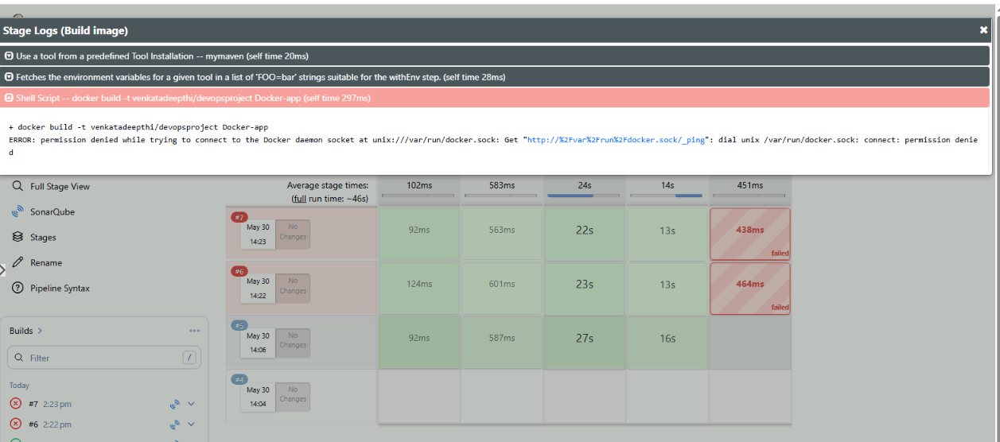 Stage Logs (Build image)
Use a tool from a predefined Tool Installation -- mymaven (self time 20ms)
Fetches the environment variables for a given tool in a list of 'FOO=bar' strings suitable for the withEnv step. (self time 28ms)
Shell Script -- docker build -t venkatadeepthi/devopsproject Docker-app (self time 297ms)
+ docker build -t venkatadeepthi/devopsproject Docker-app
ERROR: permission denied while trying to connect to the Docker daemon socket at unix:///var/run/docker.sock: Get "http://%2Fvar%2Frun%2Fdocker.sock/_ping": dial unix /var/run/docker.sock: connect: permission denie
d
Full Stage View
SonarQube
Stages
Rename
Pipeline Syntax
Builds
Filter /
Today
#7 2:23 pm
#6 2:22 pm
Average stage times: 102ms 583ms 24s 14s 451ms
(full run time: ~46s)
#7
May 30 No
14:23 Changes
92ms 563ms 22s 13s 438ms
failed
#6
May 30 No
14:22 Changes
124ms 601ms 23s 13s 464ms
failed
#5
May 30 No
14:06 Changes
92ms 587ms 27s 16s
#4
May 30 No
14:04 Changes